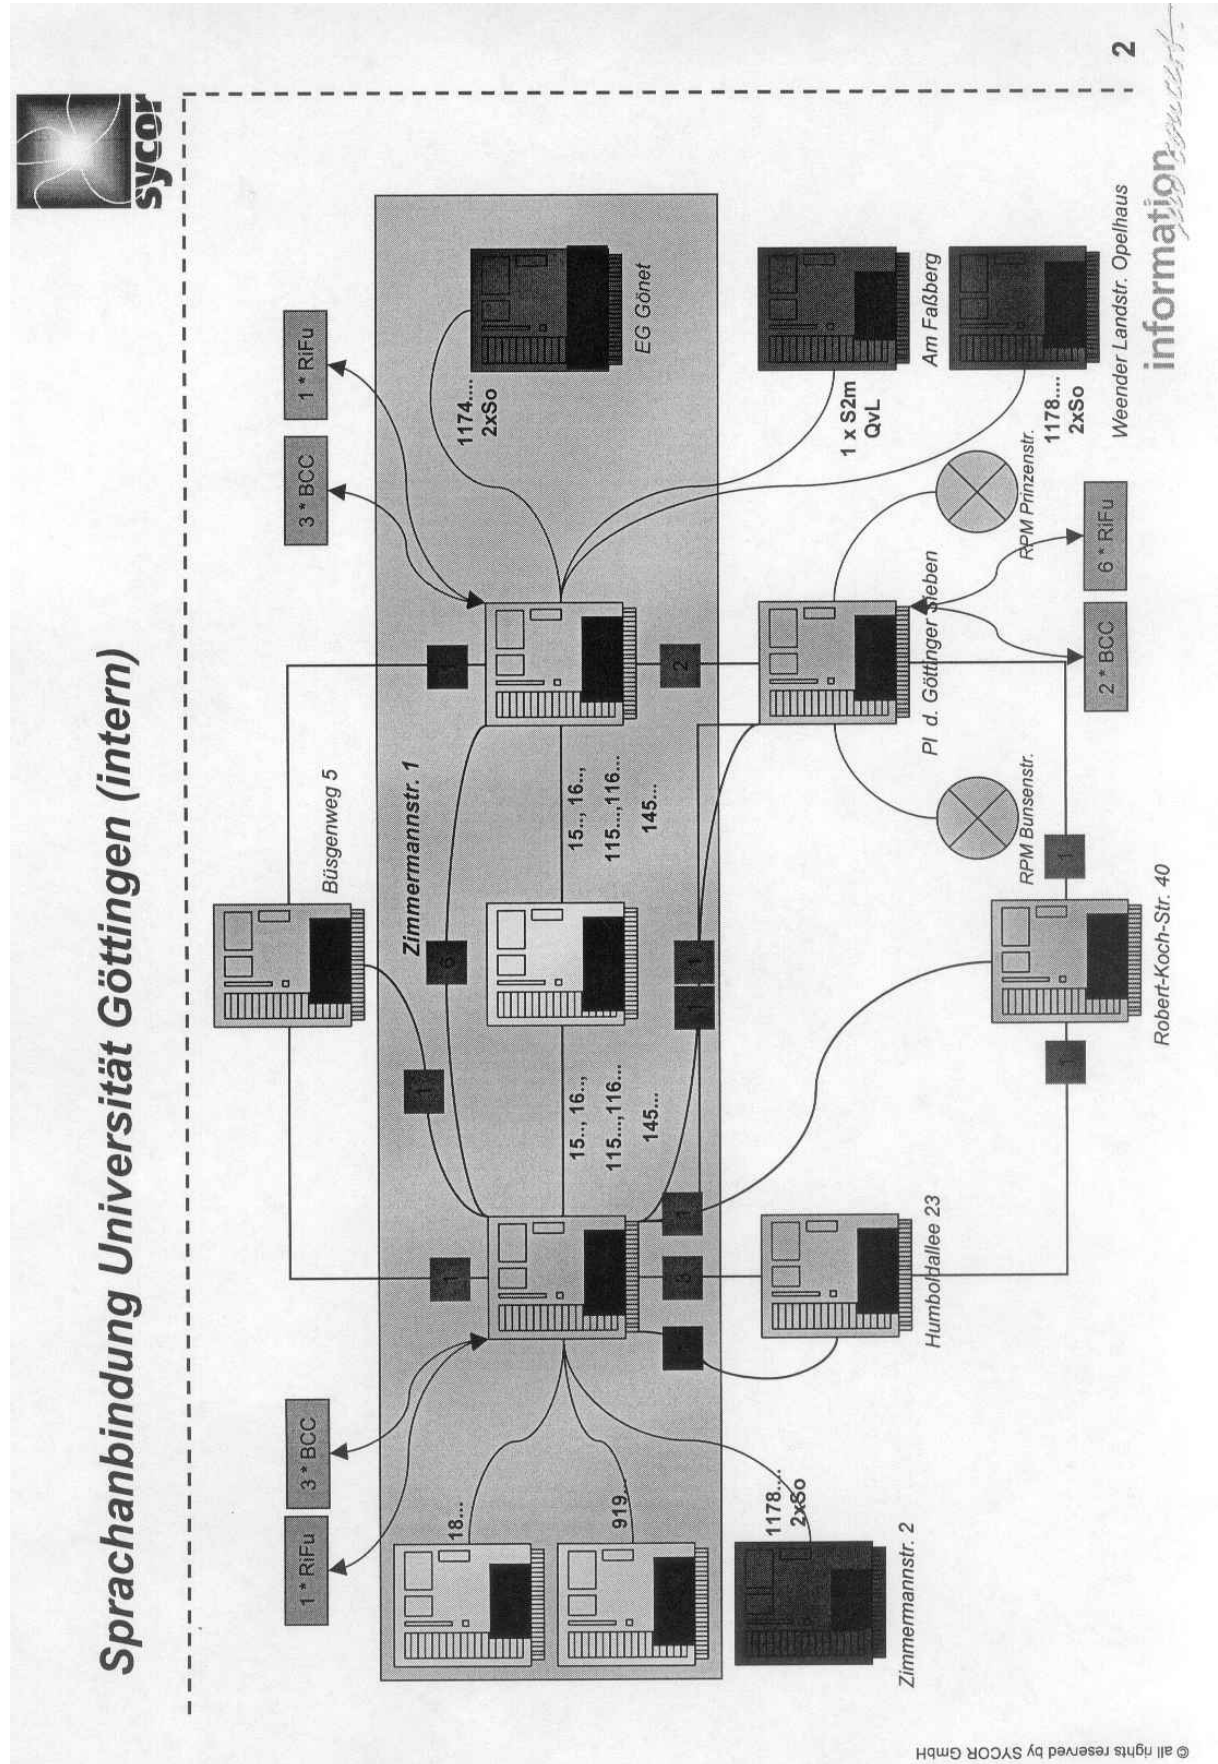 Sprachanbindung Universität Göttingen (intern)
sycor
1 * RiFu
3 * BCC
3 * BCC
1 * RiFu
Büsgenweg 5
Zimmermannstr. 1
1
1
1
6
18...
919...
15.., 16..,
115...,116...
145...
15.., 16..,
115...,116...
145...
1174....
2xSo
EG Gönet
1
3
1
1
1
2
1178....
2xSo
Zimmermannstr. 2
Humboldallee 23
Pl d. Göttinger Sieben
1 x S2m
QvL
Am Faßberg
RPM Bunsenstr.
RPM Prinzenstr.
1178....
2xSo
Weender Landstr. Opelhaus
1
1
Robert-Koch-Str. 40
2 * BCC
6 * RiFu
© all rights reserved by SYCOR GmbH
information
2